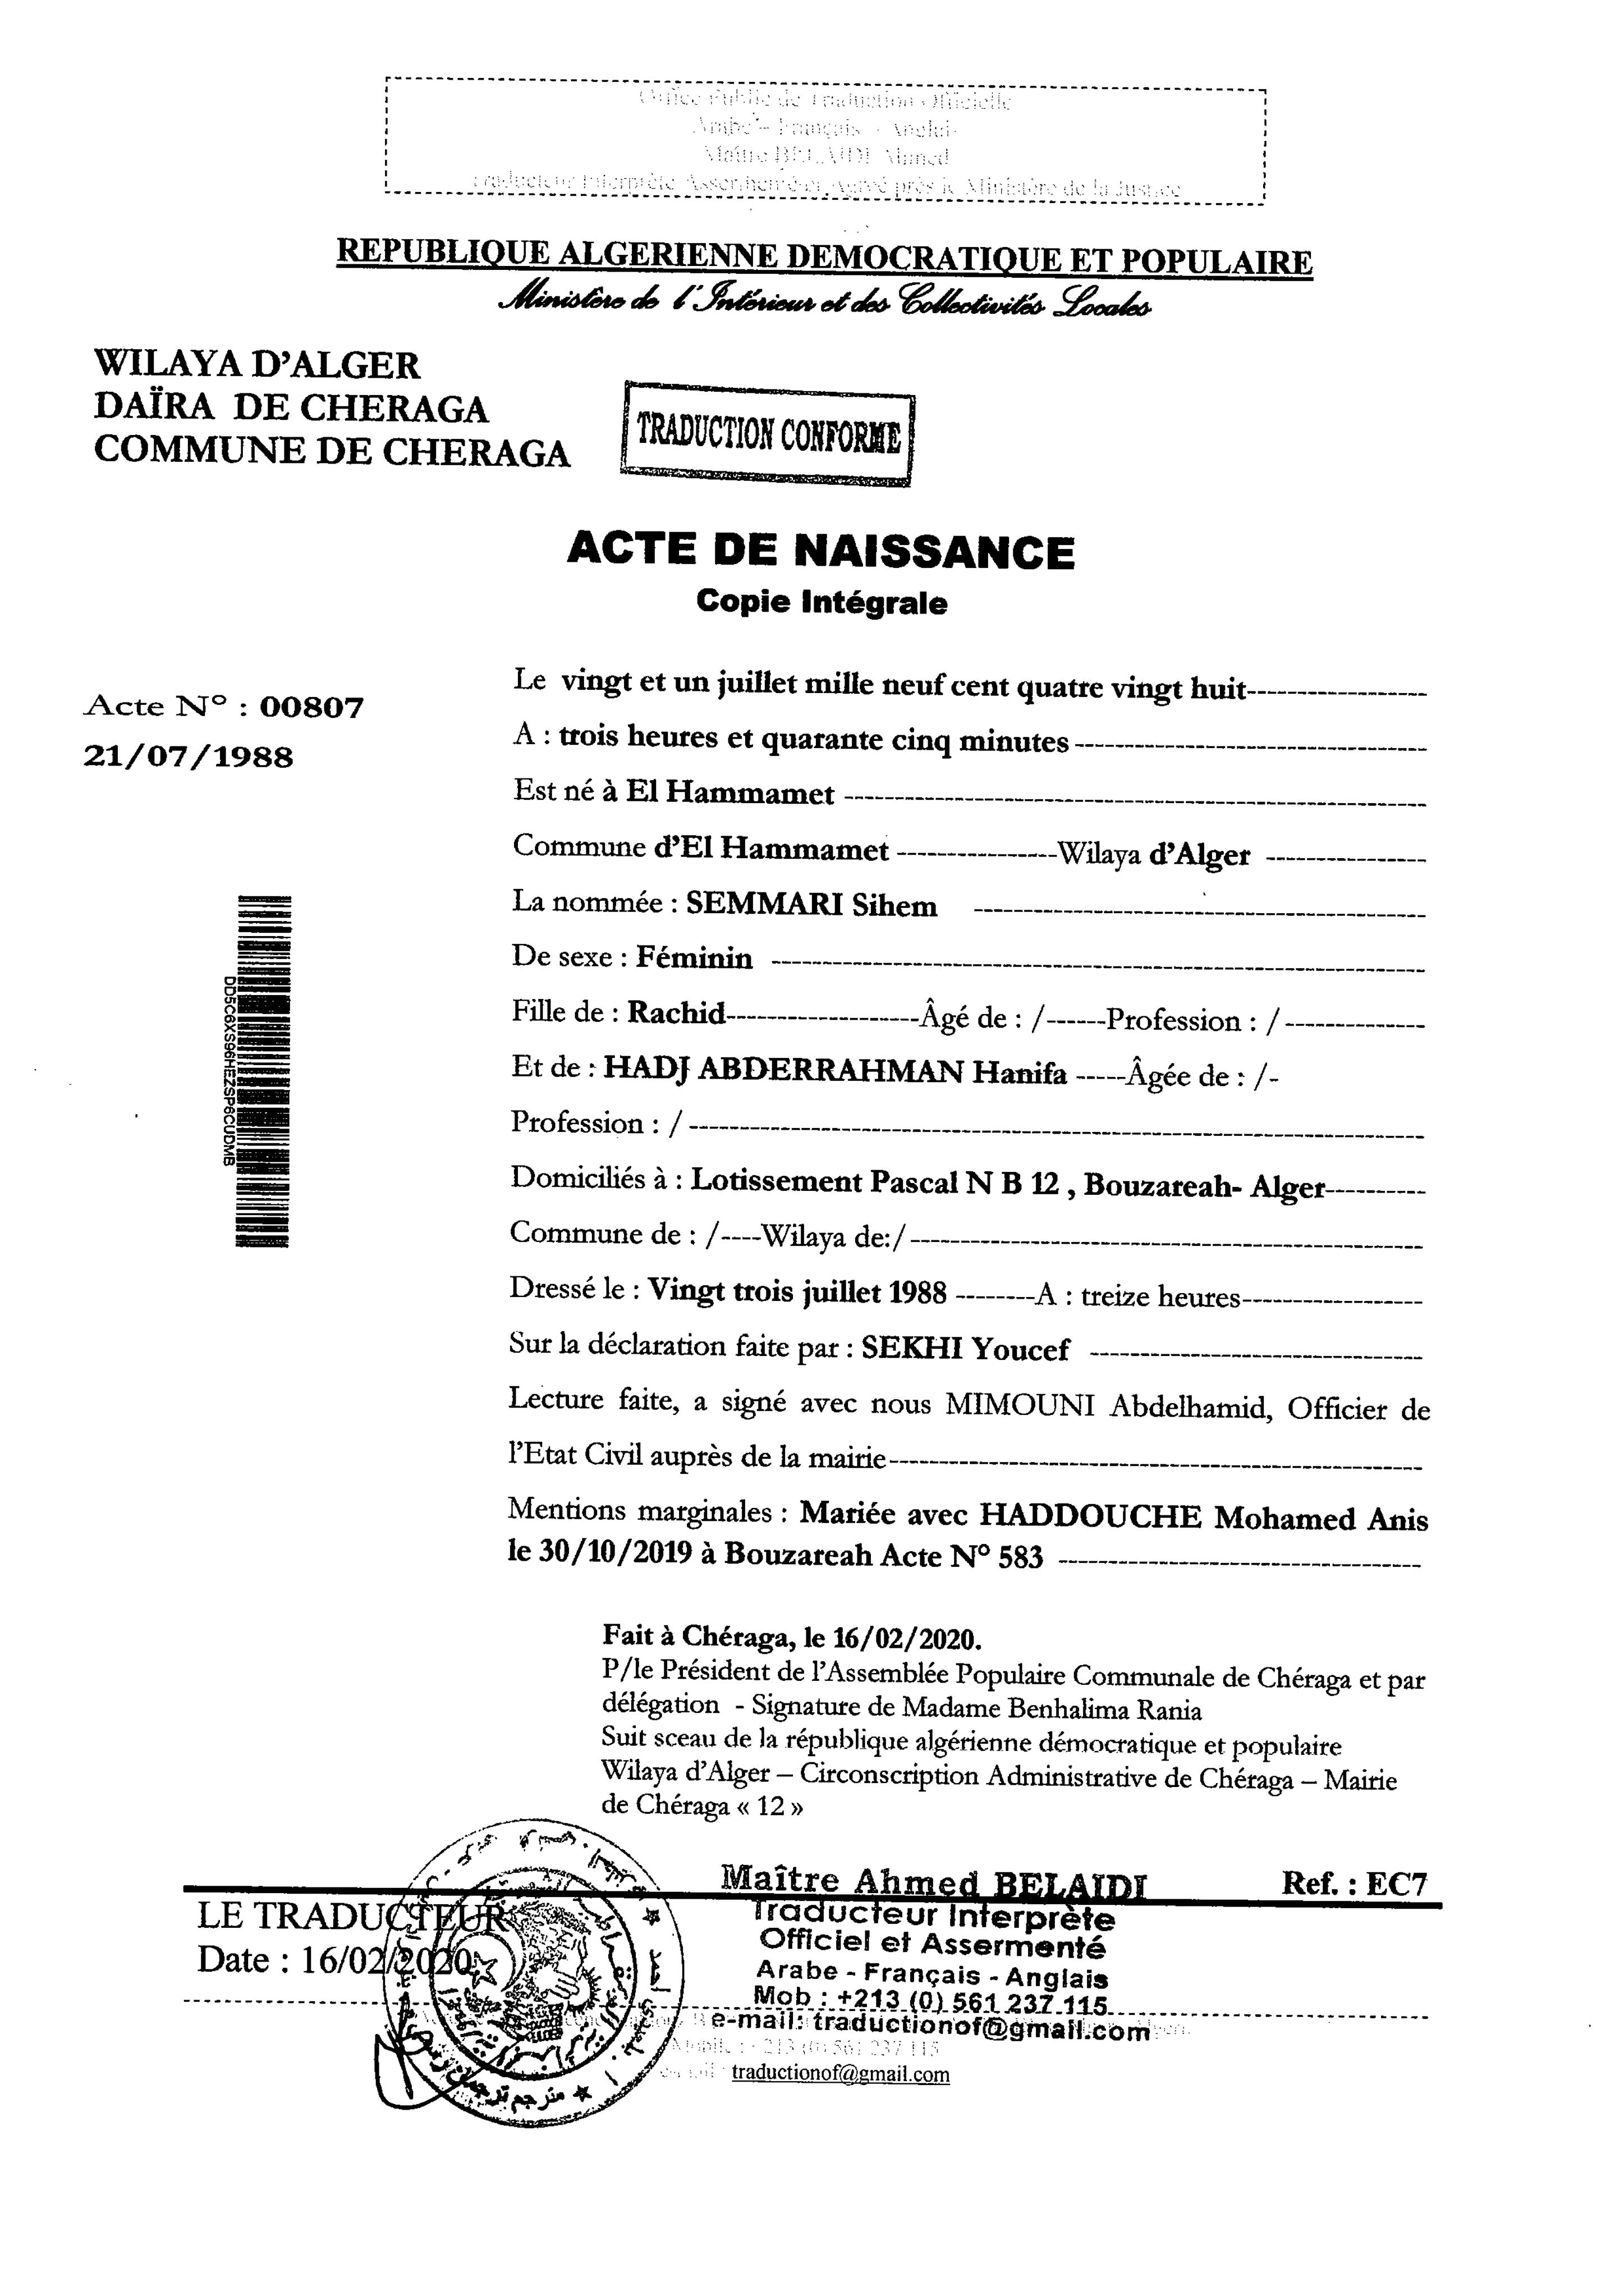 Office Public de Traduction Officielle
Arabe – Français - Anglais
Maître BELAIDI Ahmed
Traducteur Interprète Assermenté et Agréé près le Ministère de la Justice
REPUBLIQUE ALGERIENNE DEMOCRATIQUE ET POPULAIRE
Ministère de l'Intérieur et des Collectivités Locales
WILAYA D'ALGER
DAÏRA DE CHERAGA
COMMUNE DE CHERAGA
TRADUCTION CONFORME
ACTE DE NAISSANCE
Copie Intégrale
Acte N° : 00807
21/07/1988
DD5C6XS96HEZSP6CUDMB
Le vingt et un juillet mille neuf cent quatre vingt huit-------------------
A : trois heures et quarante cinq minutes -----------------------------------
Est né à El Hammamet ----------------------------------------------------------
Commune d'El Hammamet ----------------Wilaya d'Alger ----------------
La nommée : SEMMARI Sihem ---------------------------------------------
De sexe : Féminin -----------------------------------------------------------------
Fille de : Rachid-------------------Âgé de : /------Profession : /--------------
Et de : HADJ ABDERRAHMAN Hanifa -----Âgée de : /-
Profession : / -------------------------------------------------------------------------
Domiciliés à : Lotissement Pascal N B 12 , Bouzareah- Alger----------
Commune de : /----Wilaya de:/---------------------------------------------------
Dressé le : Vingt trois juillet 1988 --------A : treize heures------------------
Sur la déclaration faite par : SEKHI Youcef ---------------------------------
Lecture faite, a signé avec nous MIMOUNI Abdelhamid, Officier de
l'Etat Civil auprès de la mairie-----------------------------------------------------
Mentions marginales : Mariée avec HADDOUCHE Mohamed Anis
le 30/10/2019 à Bouzareah Acte N° 583 ------------------------------------
Fait à Chéraga, le 16/02/2020.
P/le Président de l'Assemblée Populaire Communale de Chéraga et par
délégation - Signature de Madame Benhalima Rania
Suit sceau de la république algérienne démocratique et populaire
Wilaya d'Alger – Circonscription Administrative de Chéraga – Mairie
de Chéraga « 12 »
Maître Ahmed BELAIDI
Ref. : EC7
LE TRADUCTEUR
Traducteur Interprète
Officiel et Assermenté
Date : 16/02/2020
Arabe - Français - Anglais
Mob : +213 (0) 561 237 115
e-mail: traductionof@gmail.com
Mobile : +213 (0) 561 237 115
e-mail : traductionof@gmail.com